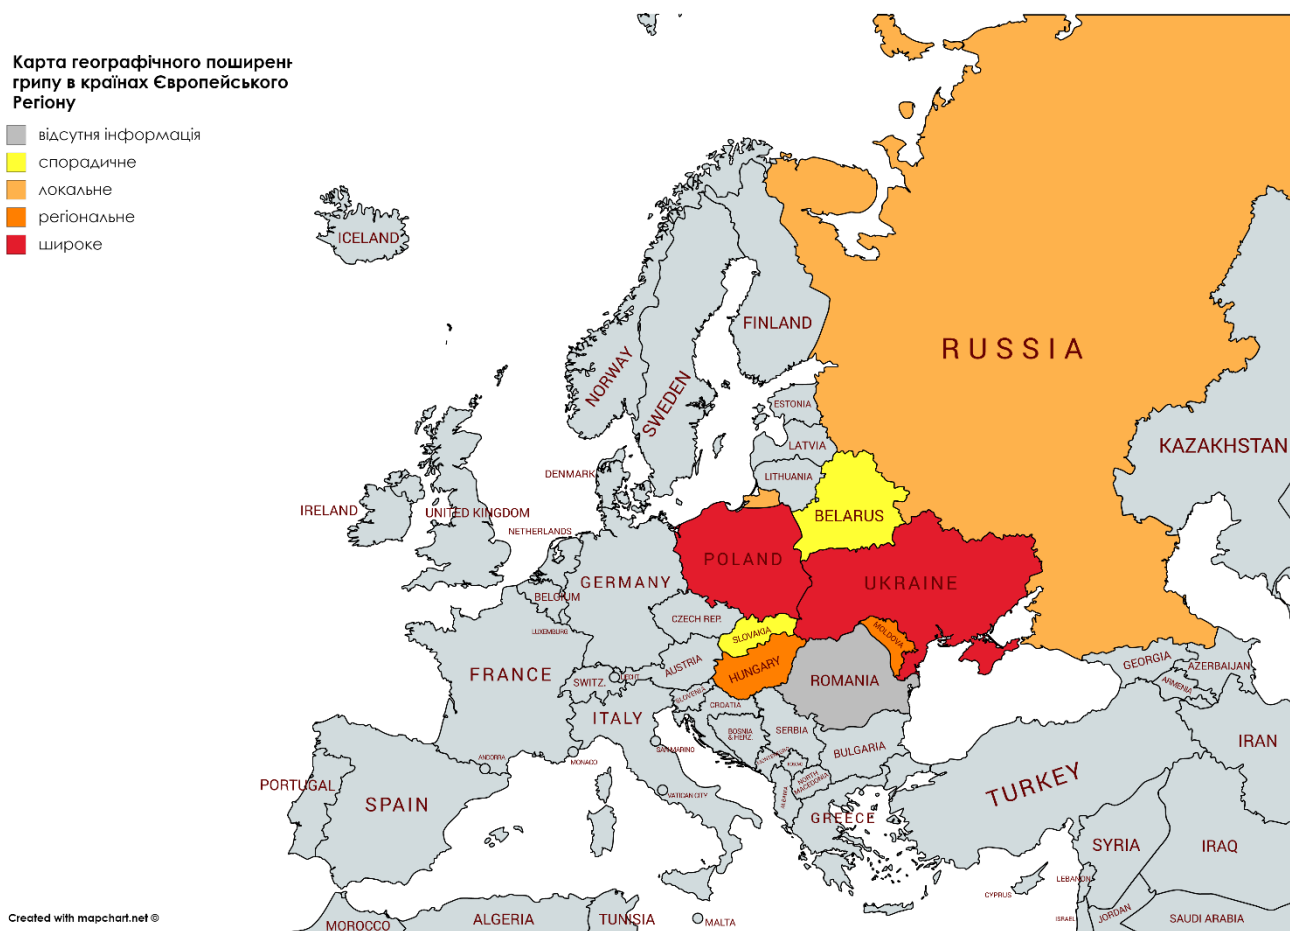 Карта географічного поширенн
грипу в країнах Європейського
Регіону
відсутня інформація
спорадичне
локальне
регіональне
широке
ICELAND
FINLAND
RUSSIA
NORWAY
SWEDEN
ESTONIA
LATVIA
KAZAKHSTAN
DENMARK
LITHUANIA
IRELAND
UNITED KINGDOM
BELARUS
NETHERLANDS
POLAND
GERMANY
UKRAINE
BELGIUM
CZECH REP.
LUXEMBURG
SLOVAKIA
MOLDOVA
FRANCE
AUSTRIA
HUNGARY
GEORGIA
AZERBAIJAN
SWITZ.
LIECHT.
ROMANIA
ARMENIA
SLOVENIA
CROATIA
ITALY
BOSNIA
& HERZ.
SERBIA
IRAN
SAN MARINO
BULGARIA
ANDORRA
MONACO
MONTENEGRO
KOSOVO
NORTH
MACEDONIA
PORTUGAL
SPAIN
VATICAN CITY
ALBANIA
TURKEY
GREECE
SYRIA
IRAQ
LEBANON
CYPRUS
ISRAEL
JORDAN
SAUDI ARABIA
MOROCCO
ALGERIA
TUNISIA
MALTA
Created with mapchart.net ©